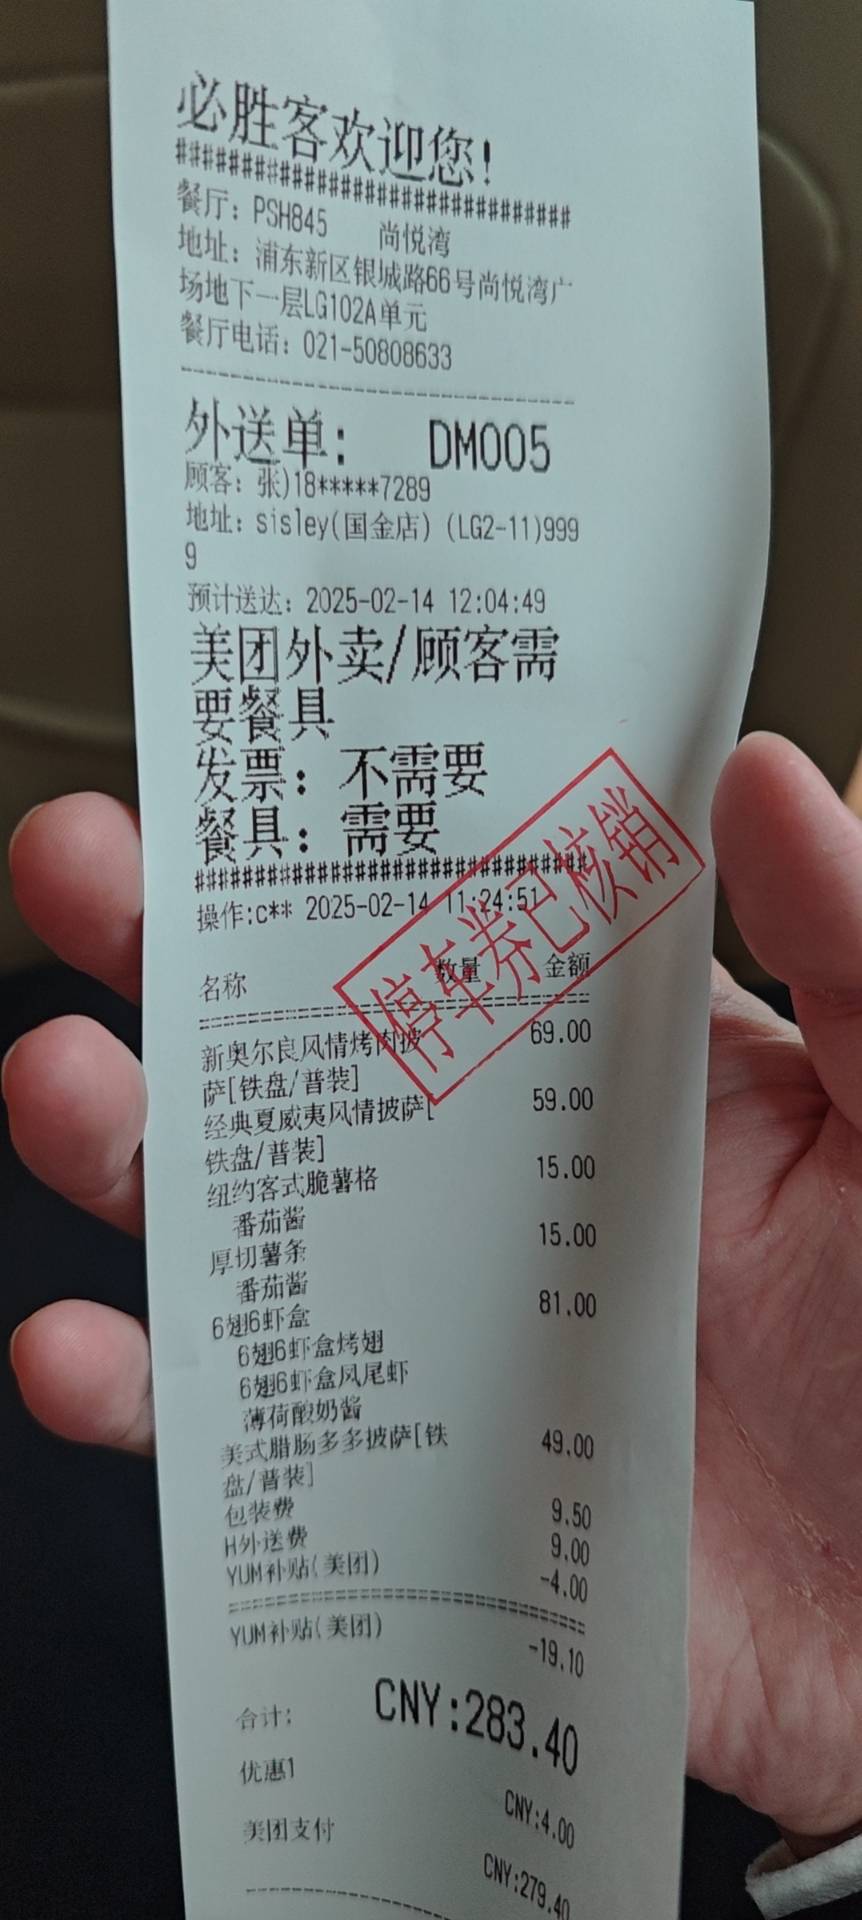 必胜客欢迎您!
#################################
餐厅: PSH845 尚悦湾
地址: 浦东新区银城路66号尚悦湾广
场地下一层LG102A单元
餐厅电话: 021-50808633
外送单: DM005
顾客: 张)18*****7289
地址: sisley(国金店) (LG2-11)999
9
预计送达: 2025-02-14 12:04:49
美团外卖/顾客需
要餐具
发票: 不需要
餐具: 需要
#################################
操作:c** 2025-02-14 11:24:51
停车券已核销
名称 数量 金额
新奥尔良风情烤肉披 69.00
萨[铁盘/普装]
经典夏威夷风情披萨[ 59.00
铁盘/普装]
纽约客式脆薯格 15.00
番茄酱
厚切薯条 15.00
番茄酱
6翅6虾盒 81.00
6翅6虾盒烤翅
6翅6虾盒凤尾虾
薄荷酸奶酱
美式腊肠多多披萨[铁 49.00
盘/普装]
包装费 9.50
H外送费 9.00
YUM补贴(美团) -4.00
YUM补贴(美团) -19.10
合计: CNY:283.40
优惠1 CNY:4.00
美团支付 CNY:279.40